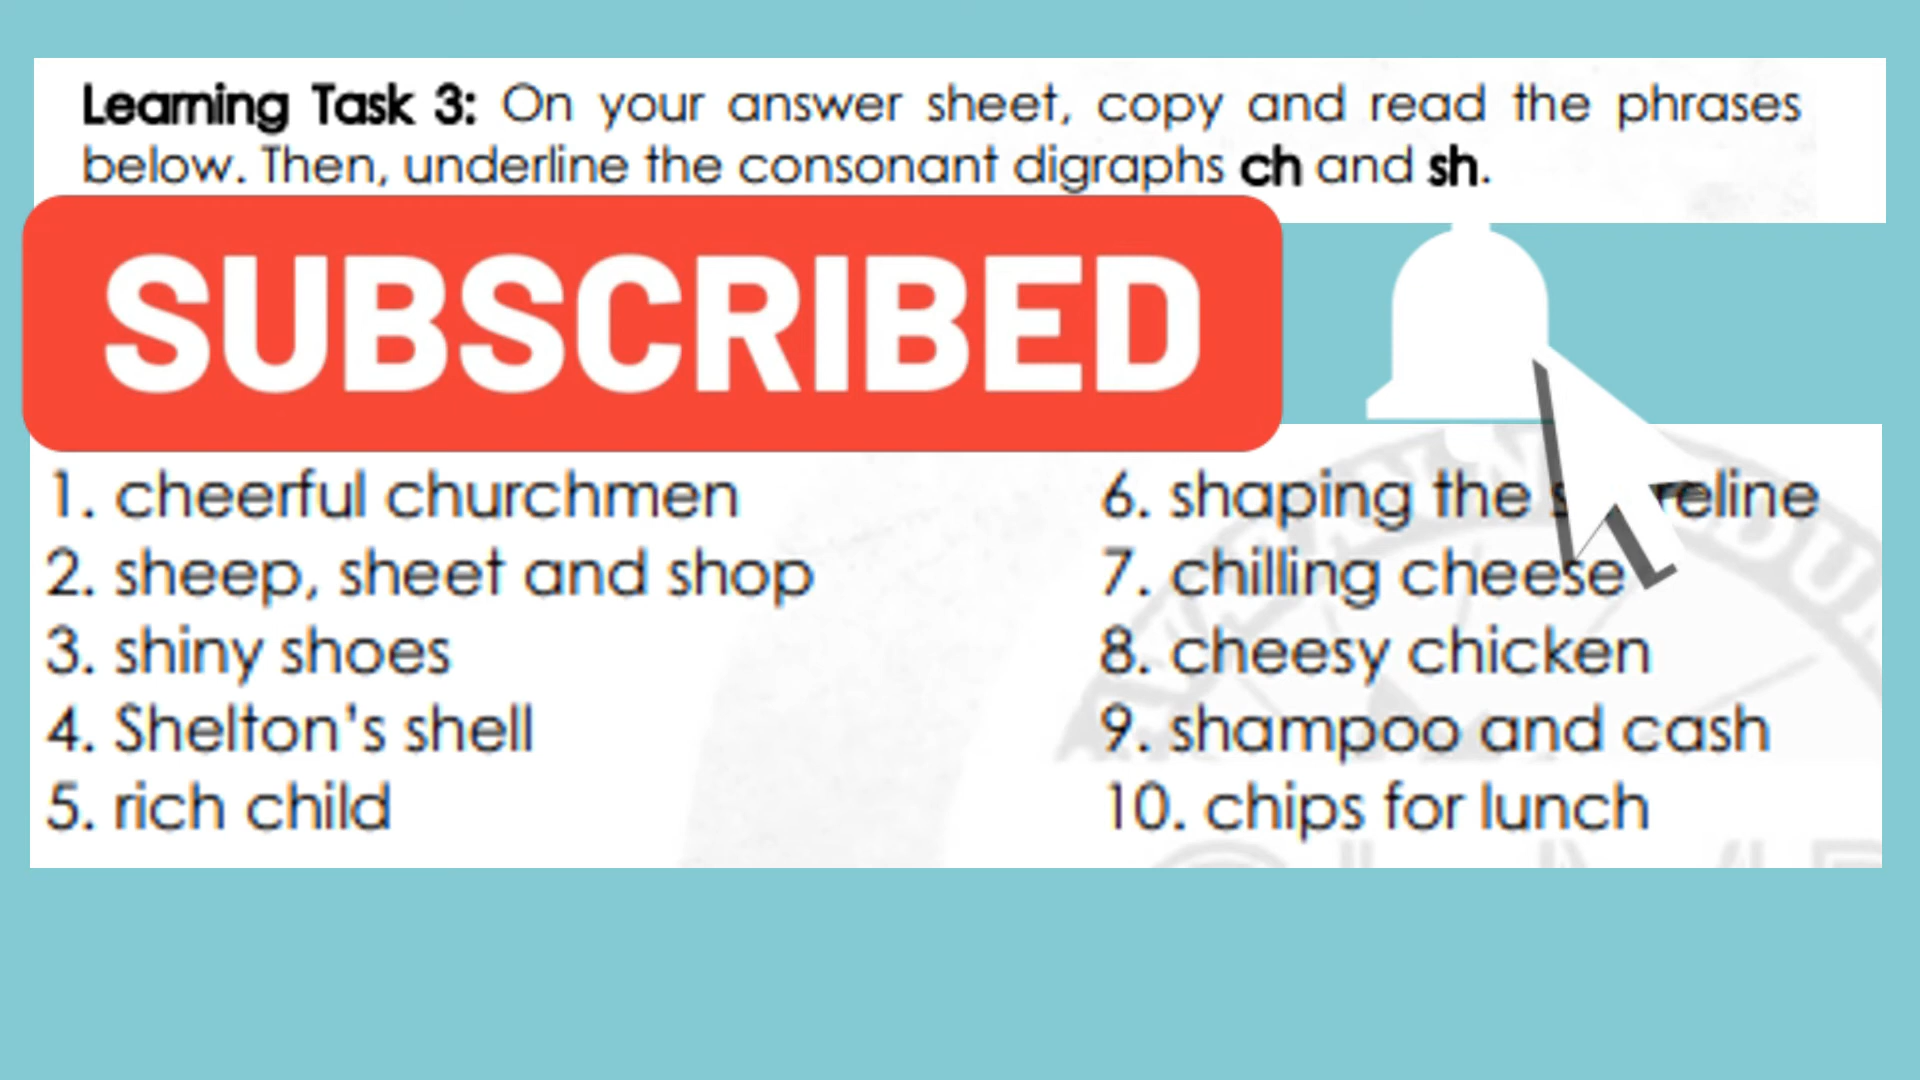 Learning Task 3: On your answer sheet, copy and read the phrases
below. Then, underline the consonant digraphs ch and sh.
SUBSCRIBED
1. cheerful churchmen
2. sheep, sheet and shop
3. shiny shoes
4. Shelton's shell
5. rich child
6. shaping the
7. chilling cheese
8. cheesy chicken
9. shampoo and cash
10. chips for lunch